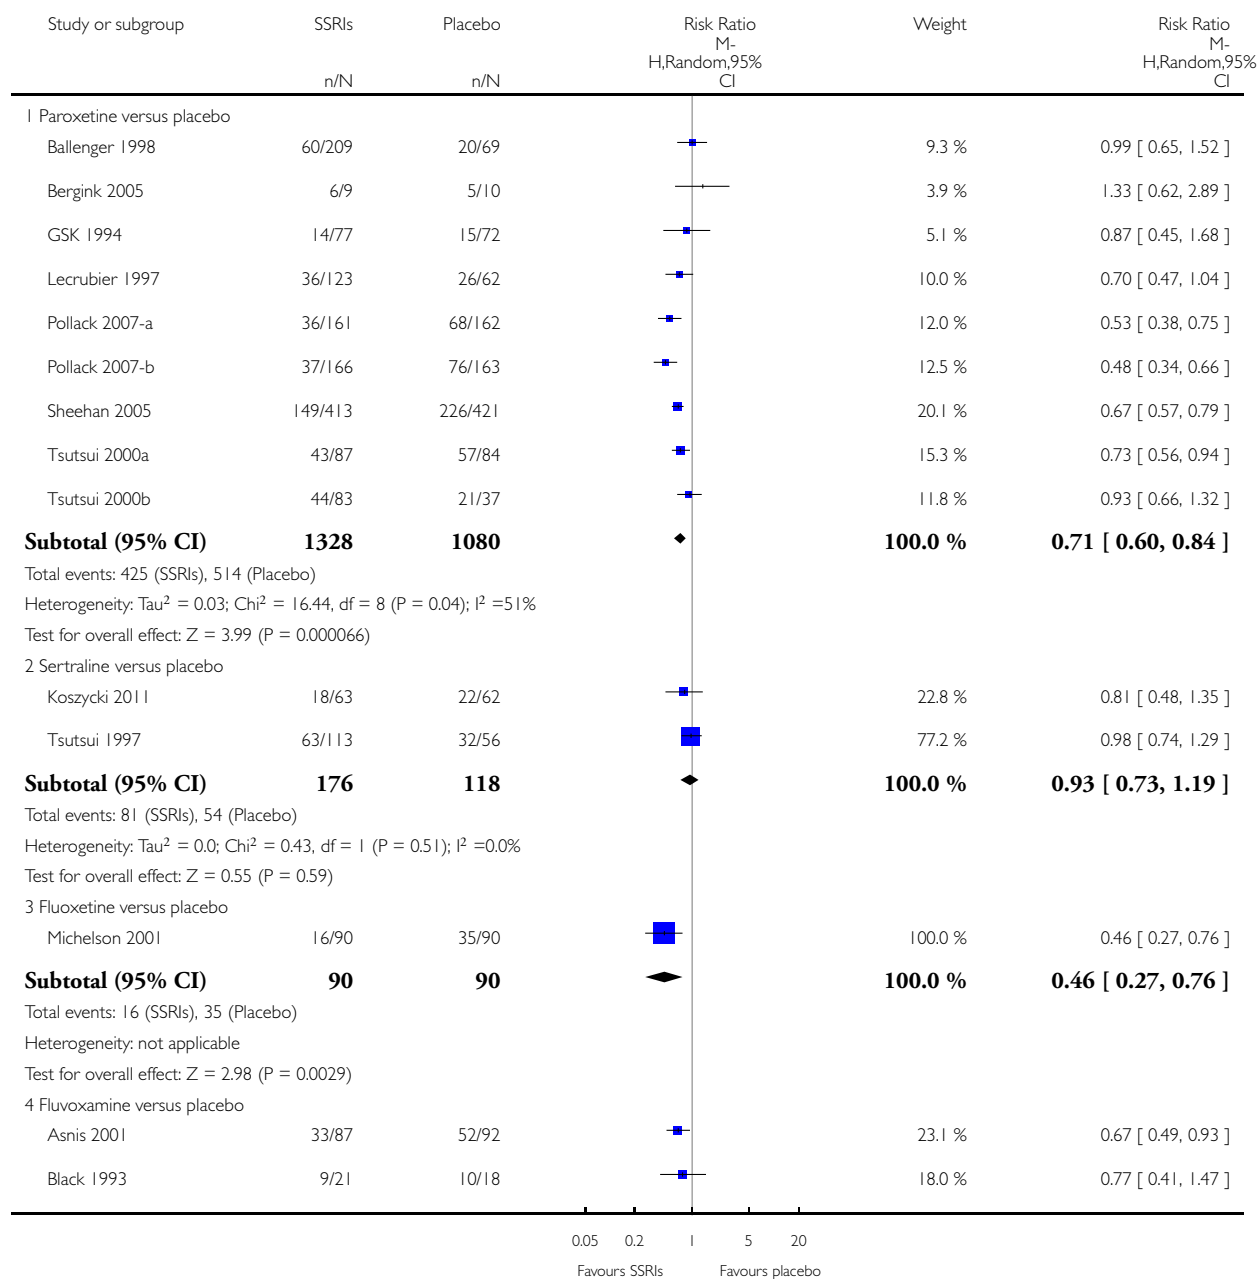 Study or subgroup SSRIs Placebo Risk Ratio Weight Risk Ratio
M- M-
H,Random,95% H,Random,95%
n/N n/N CI CI
1 Paroxetine versus placebo
Ballenger 1998 60/209 20/69 9.3 % 0.99 [ 0.65, 1.52 ]
Bergink 2005 6/9 5/10 3.9 % 1.33 [ 0.62, 2.89 ]
GSK 1994 14/77 15/72 5.1 % 0.87 [ 0.45, 1.68 ]
Lecrubier 1997 36/123 26/62 10.0 % 0.70 [ 0.47, 1.04 ]
Pollack 2007-a 36/161 68/162 12.0 % 0.53 [ 0.38, 0.75 ]
Pollack 2007-b 37/166 76/163 12.5 % 0.48 [ 0.34, 0.66 ]
Sheehan 2005 149/413 226/421 20.1 % 0.67 [ 0.57, 0.79 ]
Tsutsui 2000a 43/87 57/84 15.3 % 0.73 [ 0.56, 0.94 ]
Tsutsui 2000b 44/83 21/37 11.8 % 0.93 [ 0.66, 1.32 ]
Subtotal (95% CI) 1328 1080 100.0 % 0.71 [ 0.60, 0.84 ]
Total events: 425 (SSRIs), 514 (Placebo)
Heterogeneity: Tau² = 0.03; Chi² = 16.44, df = 8 (P = 0.04); I² =51%
Test for overall effect: Z = 3.99 (P = 0.000066)
2 Sertraline versus placebo
Koszycki 2011 18/63 22/62 22.8 % 0.81 [ 0.48, 1.35 ]
Tsutsui 1997 63/113 32/56 77.2 % 0.98 [ 0.74, 1.29 ]
Subtotal (95% CI) 176 118 100.0 % 0.93 [ 0.73, 1.19 ]
Total events: 81 (SSRIs), 54 (Placebo)
Heterogeneity: Tau² = 0.0; Chi² = 0.43, df = 1 (P = 0.51); I² =0.0%
Test for overall effect: Z = 0.55 (P = 0.59)
3 Fluoxetine versus placebo
Michelson 2001 16/90 35/90 100.0 % 0.46 [ 0.27, 0.76 ]
Subtotal (95% CI) 90 90 100.0 % 0.46 [ 0.27, 0.76 ]
Total events: 16 (SSRIs), 35 (Placebo)
Heterogeneity: not applicable
Test for overall effect: Z = 2.98 (P = 0.0029)
4 Fluvoxamine versus placebo
Asnis 2001 33/87 52/92 23.1 % 0.67 [ 0.49, 0.93 ]
Black 1993 9/21 10/18 18.0 % 0.77 [ 0.41, 1.47 ]
0.05 0.2 1 5 20
Favours SSRIs Favours placebo